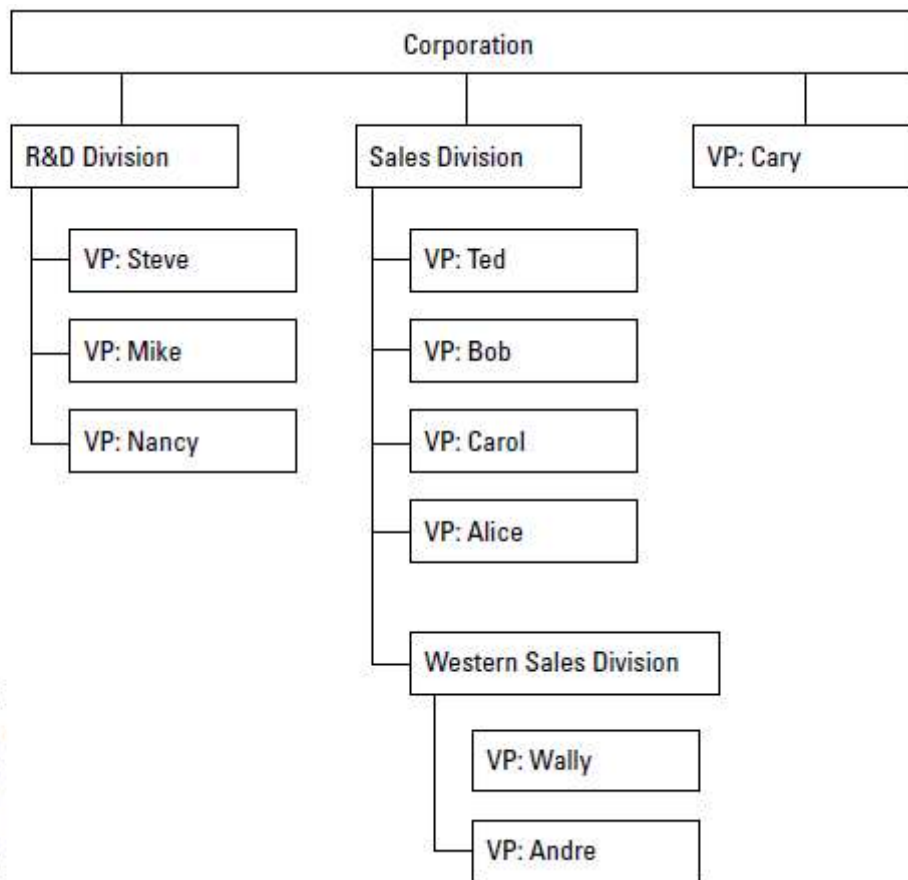 Corporation
R&D Division
VP: Steve
VP: Mike
VP: Nancy
Sales Division
VP: Ted
VP: Bob
VP: Carol
VP: Alice
Western Sales Division
VP: Wally
VP: Andre
VP: Cary